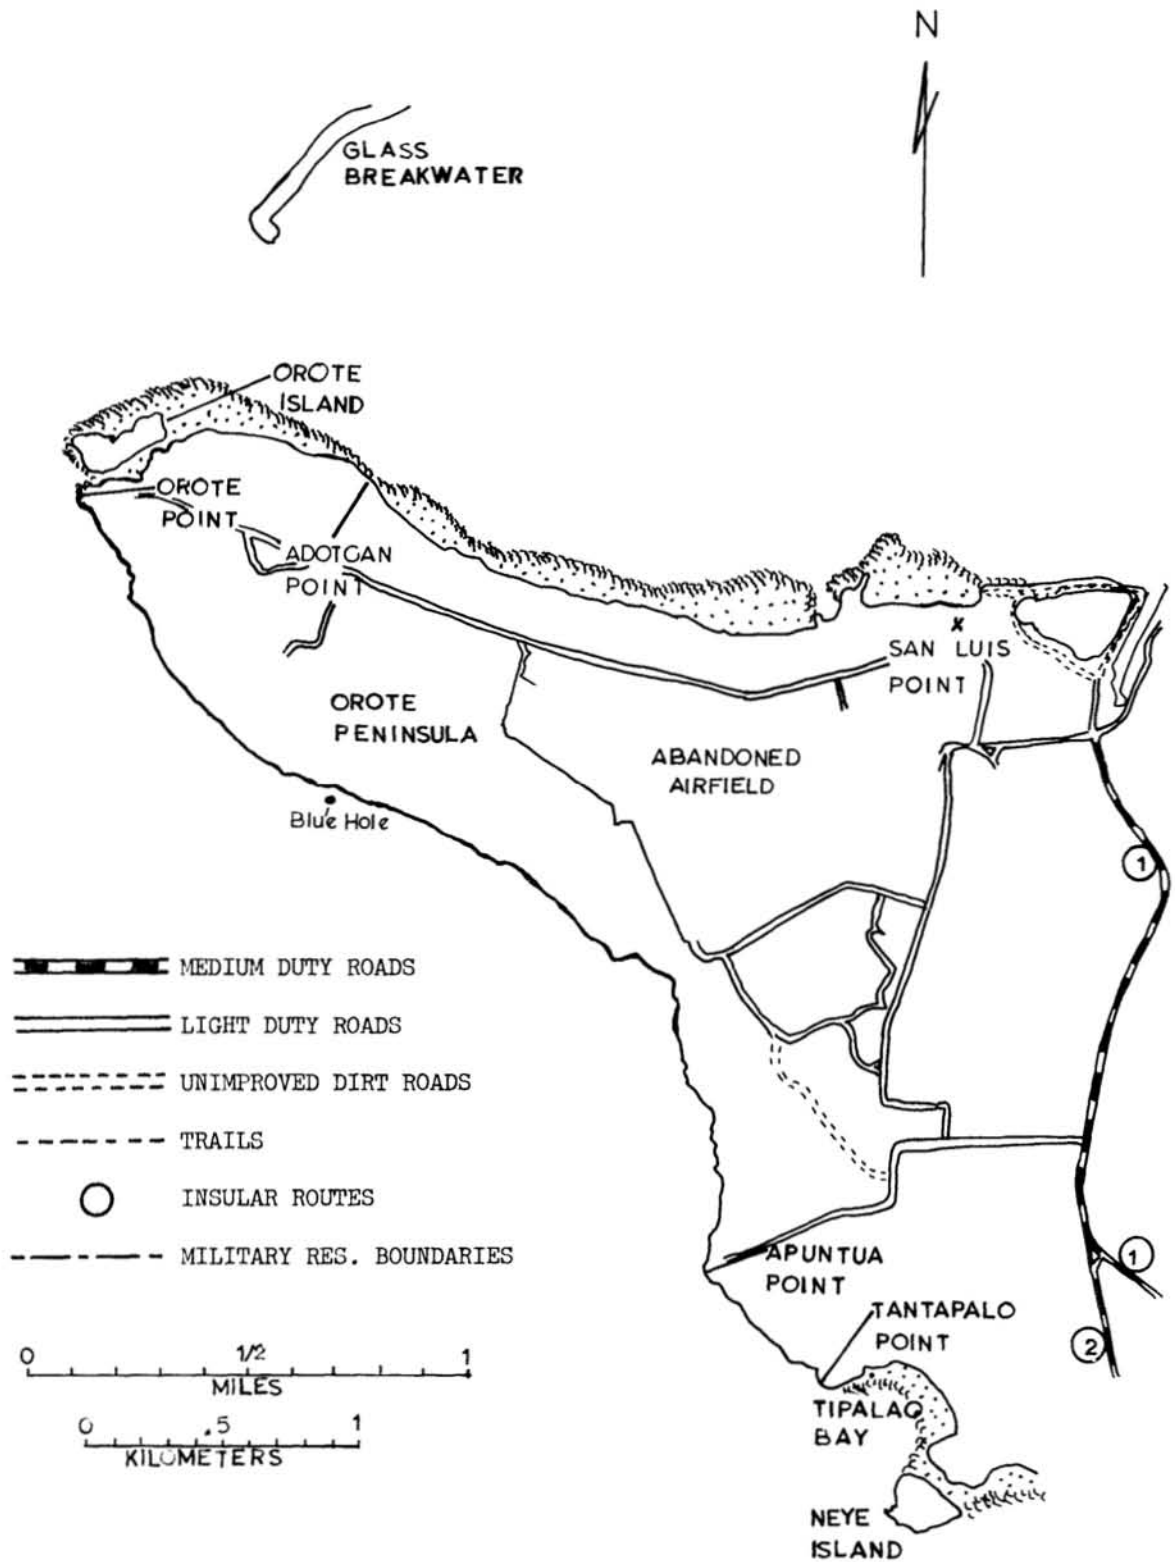 N
GLASS
BREAKWATER
OROTE
ISLAND
OROTE
POINT
ADOTGAN
POINT
SAN LUIS
POINT
OROTE
PENINSULA
ABANDONED
AIRFIELD
Blue Hole
1
MEDIUM DUTY ROADS
LIGHT DUTY ROADS
UNIMPROVED DIRT ROADS
TRAILS
INSULAR ROUTES
MILITARY RES. BOUNDARIES
APUNTUA
POINT
1
TANTAPALO
POINT
2
0 1/2 1
MILES
TIPALAO
BAY
0 .5 1
KILOMETERS
NEYE
ISLAND